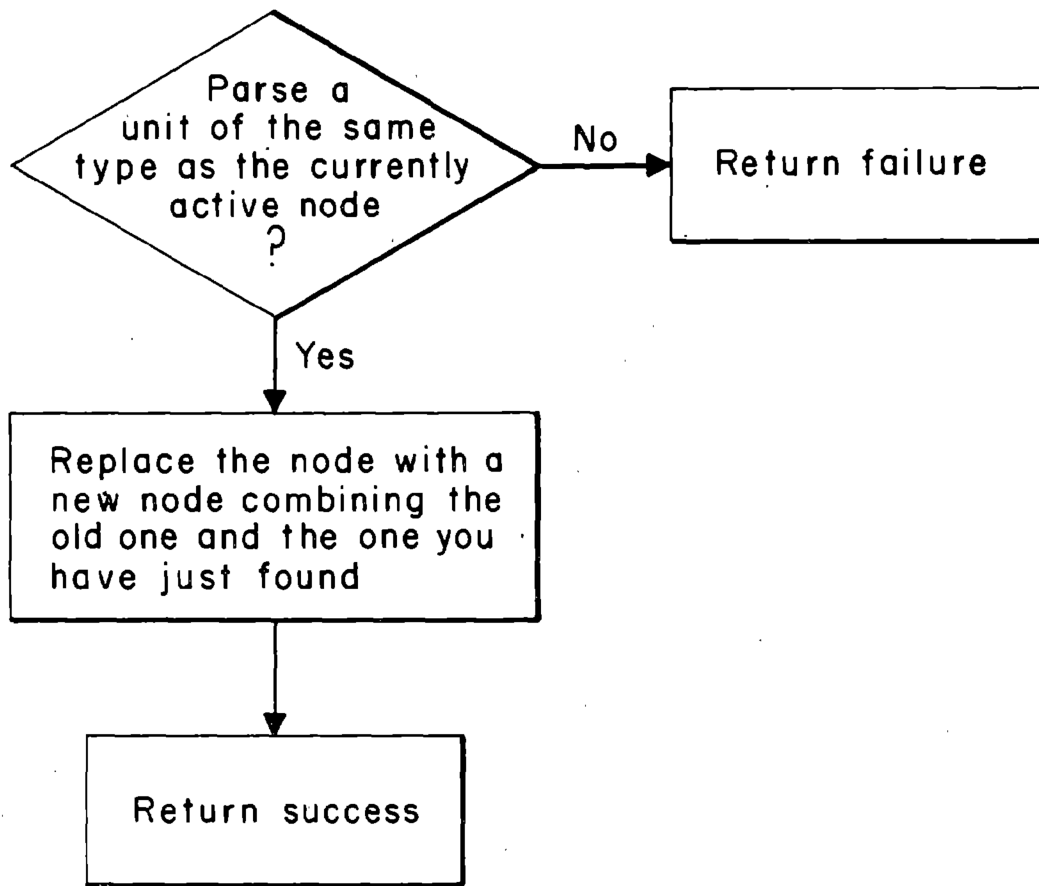 Parse a
unit of the same
type as the currently
active node
?
No
Return failure
Yes
Replace the node with a
new node combining the
old one and the one you
have just found
Return success